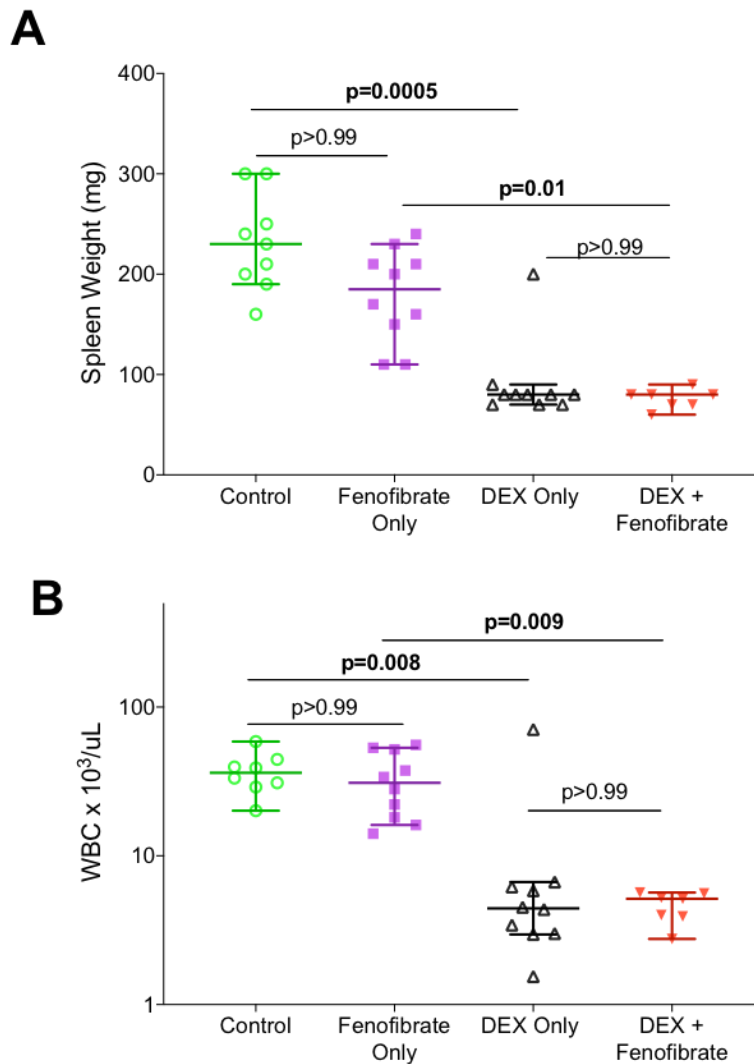 A
400
p=0.0005
p>0.99
300
p=0.01
p>0.99
200
100
0
Spleen Weight (mg)
Control
Fenofibrate
Only
DEX Only
DEX +
Fenofibrate
B
p=0.009
p=0.008
p>0.99
100
p>0.99
10
1
WBC x 10³/uL
Control
Fenofibrate
Only
DEX Only
DEX +
Fenofibrate